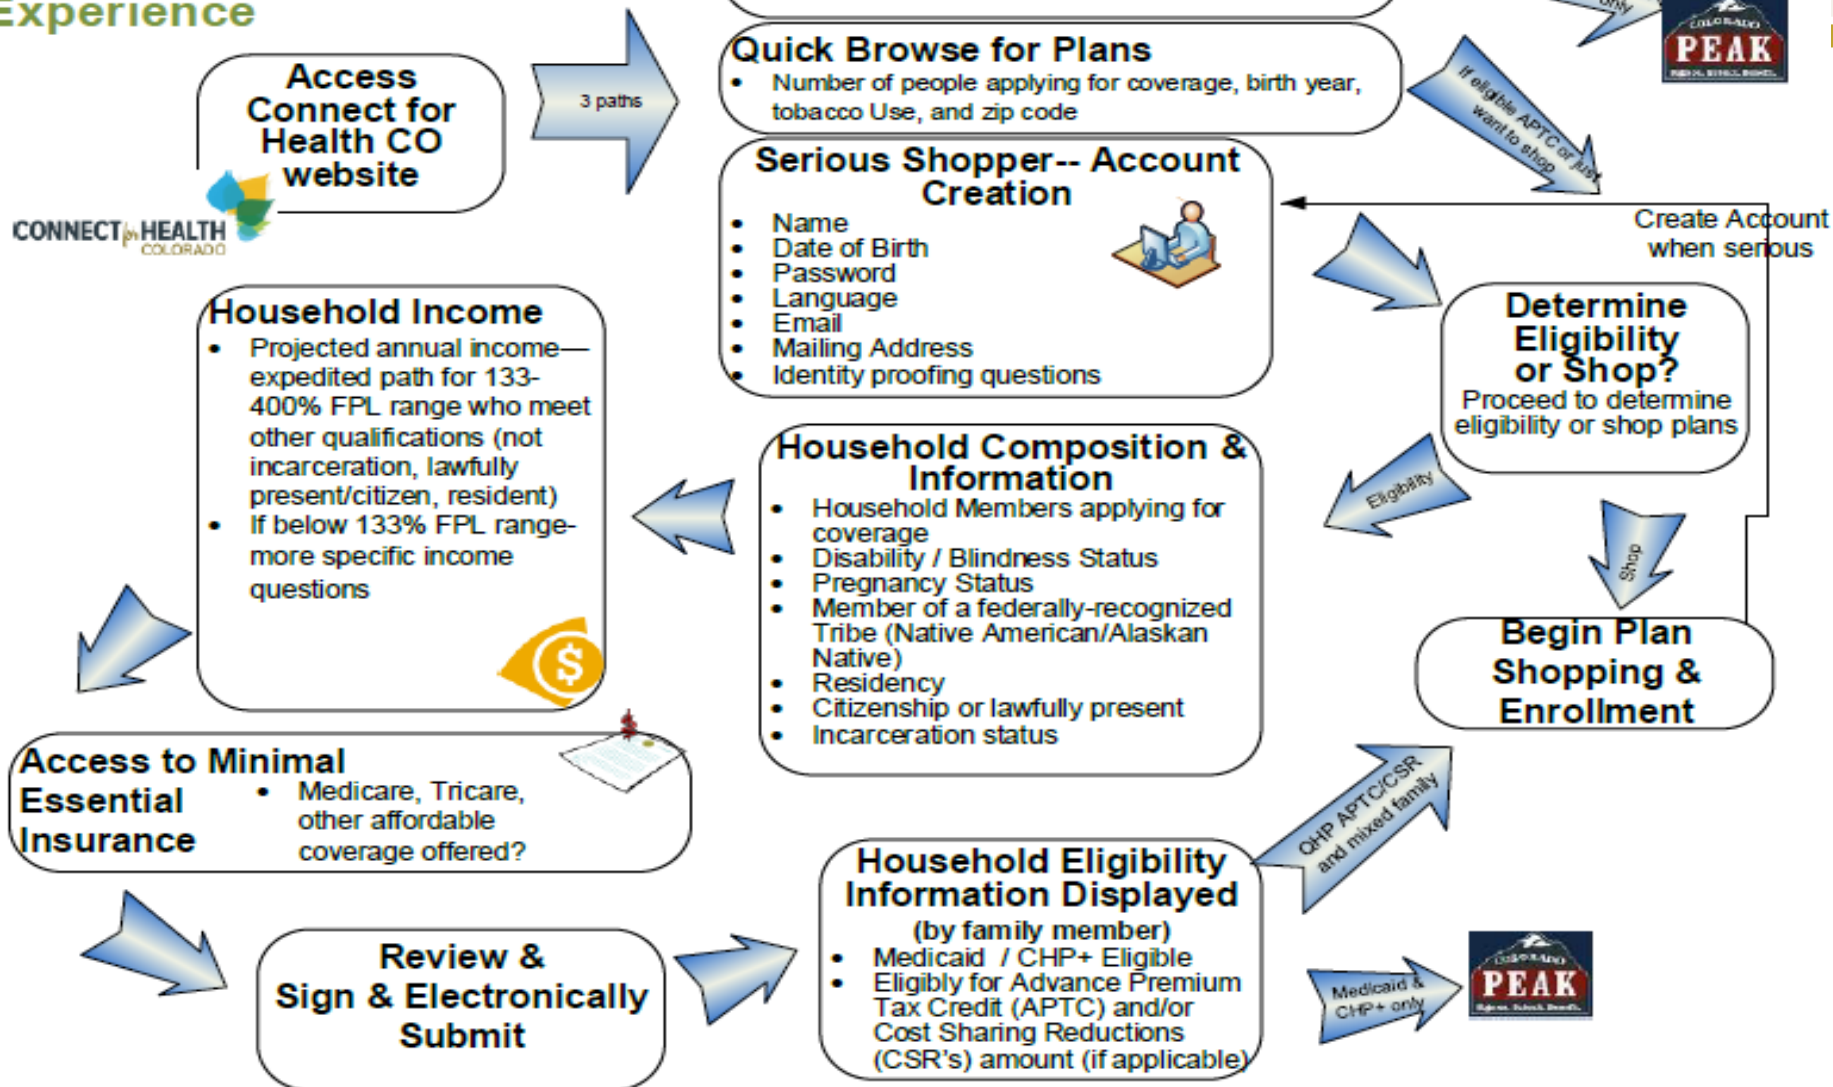 Experience
only
COLORADO
PEAK
Access
Connect for
Health CO
website
3 paths
Quick Browse for Plans
• Number of people applying for coverage, birth year,
tobacco Use, and zip code
If eligible APTC or just
want to shop
CONNECT for HEALTH
COLORADO
Serious Shopper-- Account
Creation
• Name
• Date of Birth
• Password
• Language
• Email
• Mailing Address
• Identity proofing questions
Create Account
when serious
Determine
Eligibility
or Shop?
Proceed to determine
eligibility or shop plans
Eligibility
Shop
Household Income
• Projected annual income—
expedited path for 133-
400% FPL range who meet
other qualifications (not
incarceration, lawfully
present/citizen, resident)
• If below 133% FPL range-
more specific income
questions
$
Household Composition &
Information
• Household Members applying for
coverage
• Disability / Blindness Status
• Pregnancy Status
• Member of a federally-recognized
Tribe (Native American/Alaskan
Native)
• Residency
• Citizenship or lawfully present
• Incarceration status
Begin Plan
Shopping &
Enrollment
$
Access to Minimal
Essential
Insurance
• Medicare, Tricare,
other affordable
coverage offered?
QHP APTC/CSR
and mixed family
Review &
Sign & Electronically
Submit
Household Eligibility
Information Displayed
(by family member)
• Medicaid / CHP+ Eligible
• Eligibly for Advance Premium
Tax Credit (APTC) and/or
Cost Sharing Reductions
(CSR's) amount (if applicable)
Medicaid &
CHP+ only
COLORADO
PEAK